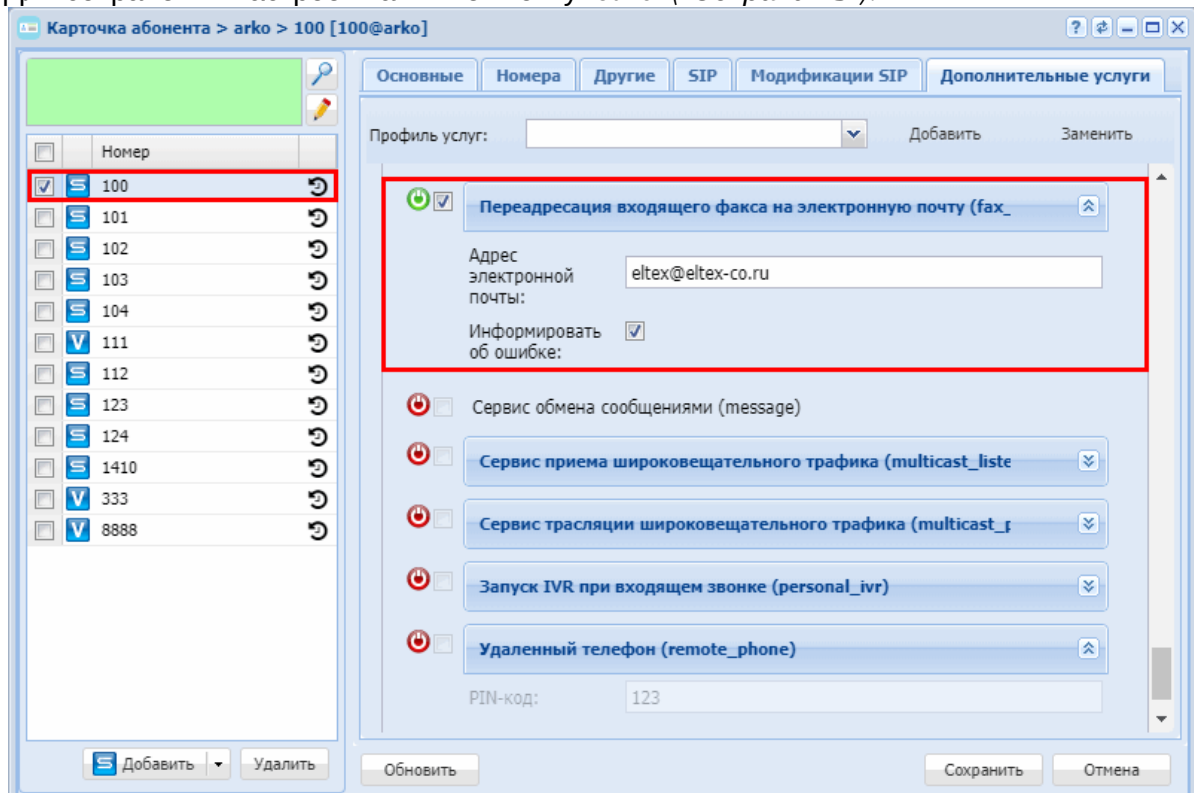 Карточка абонента > arko > 100 [100@arko]
Основные
Номера
Другие
SIP
Модификации SIP
Дополнительные услуги
Профиль услуг:
Добавить
Заменить
Номер
100
101
102
103
104
111
112
123
124
1410
333
8888
Переадресация входящего факса на электронную почту (fax_
Адрес
электронной
почты:
eltex@eltex-co.ru
Информировать
об ошибке:
Сервис обмена сообщениями (message)
Сервис приема широковещательного трафика (multicast_liste
Сервис трасляции широковещательного трафика (multicast_p
Запуск IVR при входящем звонке (personal_ivr)
Удаленный телефон (remote_phone)
PIN-код:
123
Добавить
Удалить
Обновить
Сохранить
Отмена